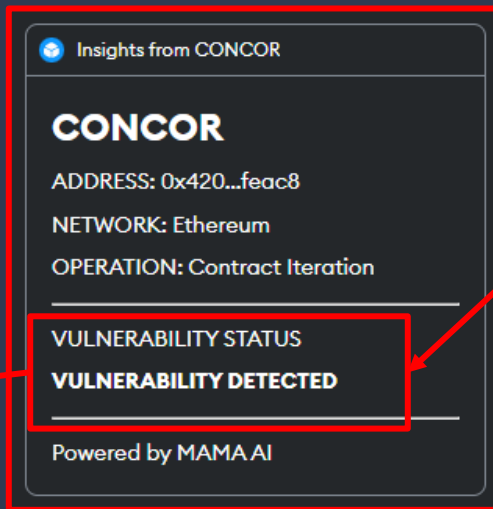 Insights from CONCOR
CONCOR
ADDRESS: 0x420...feac8
NETWORK: Ethereum
OPERATION: Contract Iteration
VULNERABILITY STATUS
VULNERABILITY DETECTED
Powered by MAMA AI